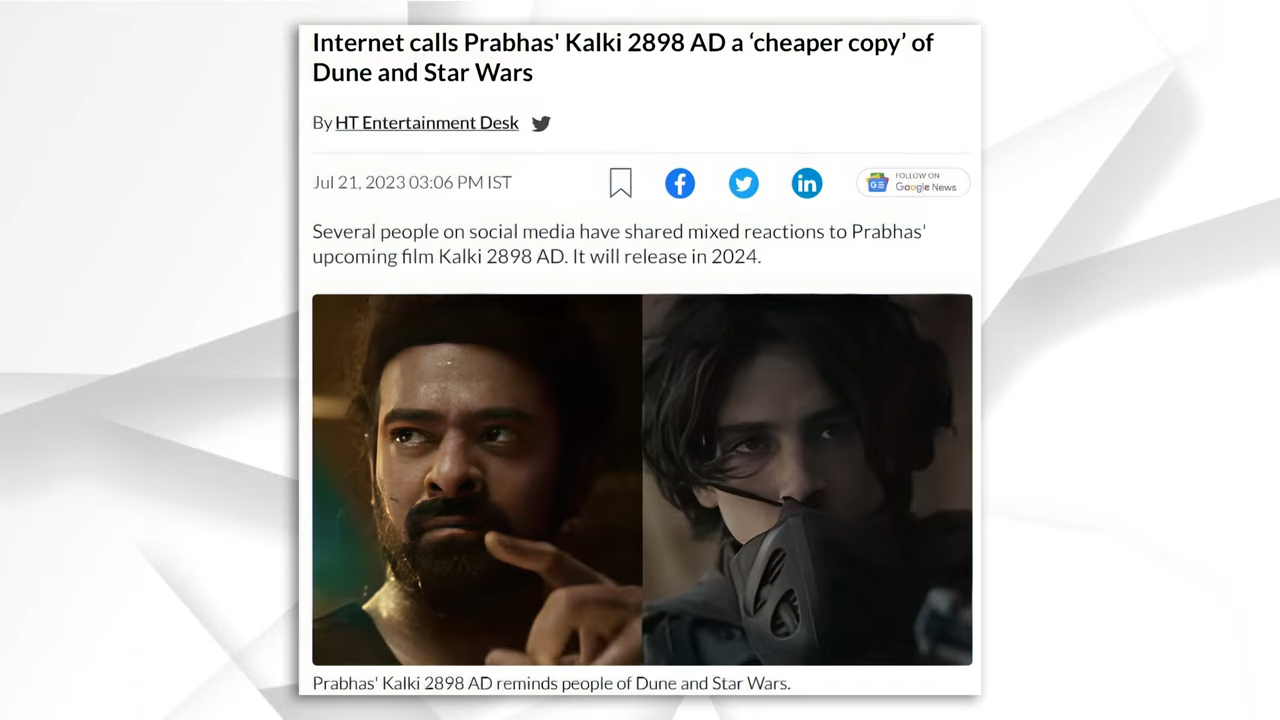 Internet calls Prabhas' Kalki 2898 AD a ‘cheaper copy’ of
Dune and Star Wars
By HT Entertainment Desk
Jul 21, 2023 03:06 PM IST
FOLLOW ON
Google News
Several people on social media have shared mixed reactions to Prabhas'
upcoming film Kalki 2898 AD. It will release in 2024.
Prabhas' Kalki 2898 AD reminds people of Dune and Star Wars.